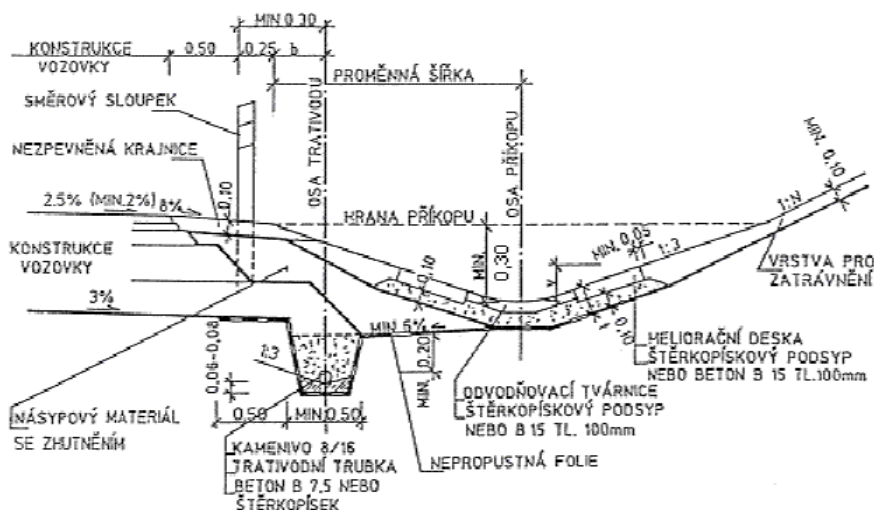 MIN 0.30
KONSTRUKCE
VOZOVKY
0.50
0.25
b
PROMĚNNÁ ŠÍŘKA
SMĚROVÝ SLOUPEK
OSA TRATIVODU
OSA PŘÍKOPU
MIN. 0.10
NEZPEVNĚNÁ KRAJNICE
0,10
2.5% (MIN.2%)
8%
HRANA PŘÍKOPU
1:N
MIN. 0,05
1:3
VRSTVA PRO
ZATRÁVNĚNÍ
KONSTRUKCE
VOZOVKY
0,10
MIN.
0,30
3%
0,10
MELIORAČNÍ DESKA
ŠTĚRKOPÍSKOVÝ PODSYP
NEBO BETON B 15 TL.100mm
0,06-0,08
1:3
MIN 5%
MIN. 0,20
ODVODŇOVACÍ TVÁRNICE
ŠTĚRKOPÍSKOVÝ PODSYP
NEBO B 15 TL. 100mm
0.50
MIN. 0.50
NÁSYPOVÝ MATERIÁL
SE ZHUTNĚNÍM
KAMENIVO 8/16
TRATIVODNÍ TRUBKA
BETON B 7,5 NEBO
ŠTĚRKOPÍSEK
NEPROPUSTNÁ FOLIE